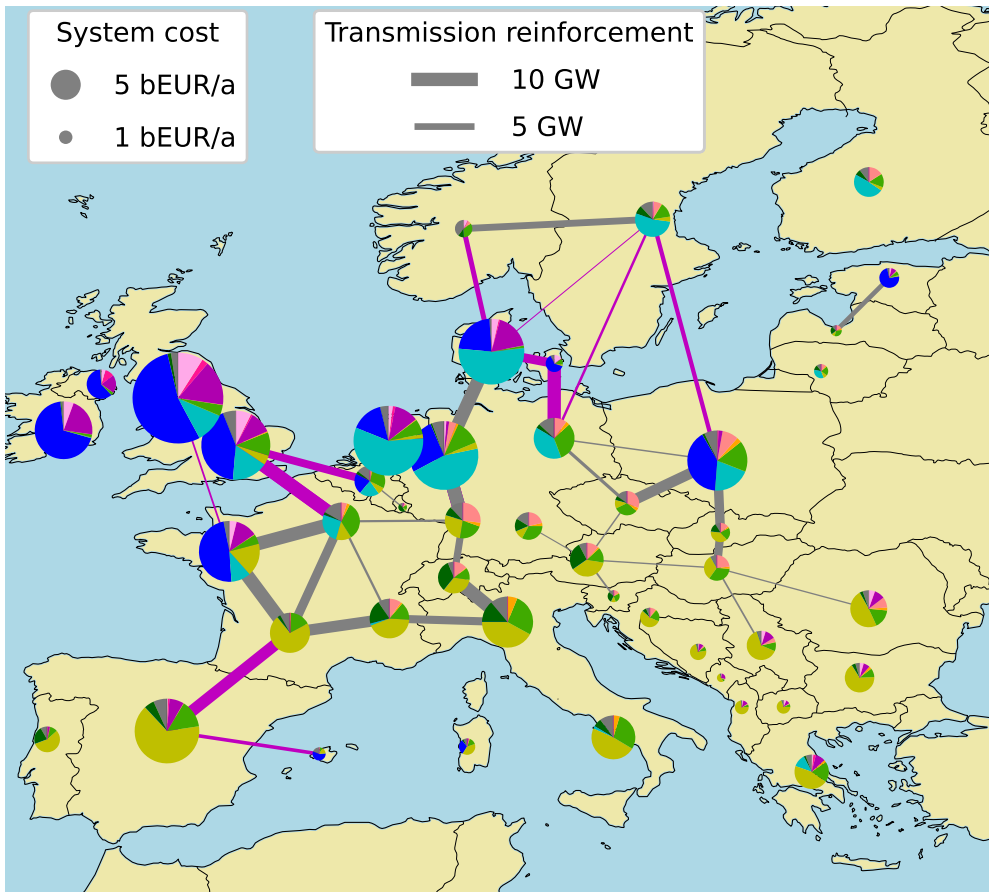 System cost
5 bEUR/a
1 bEUR/a
Transmission reinforcement
10 GW
5 GW